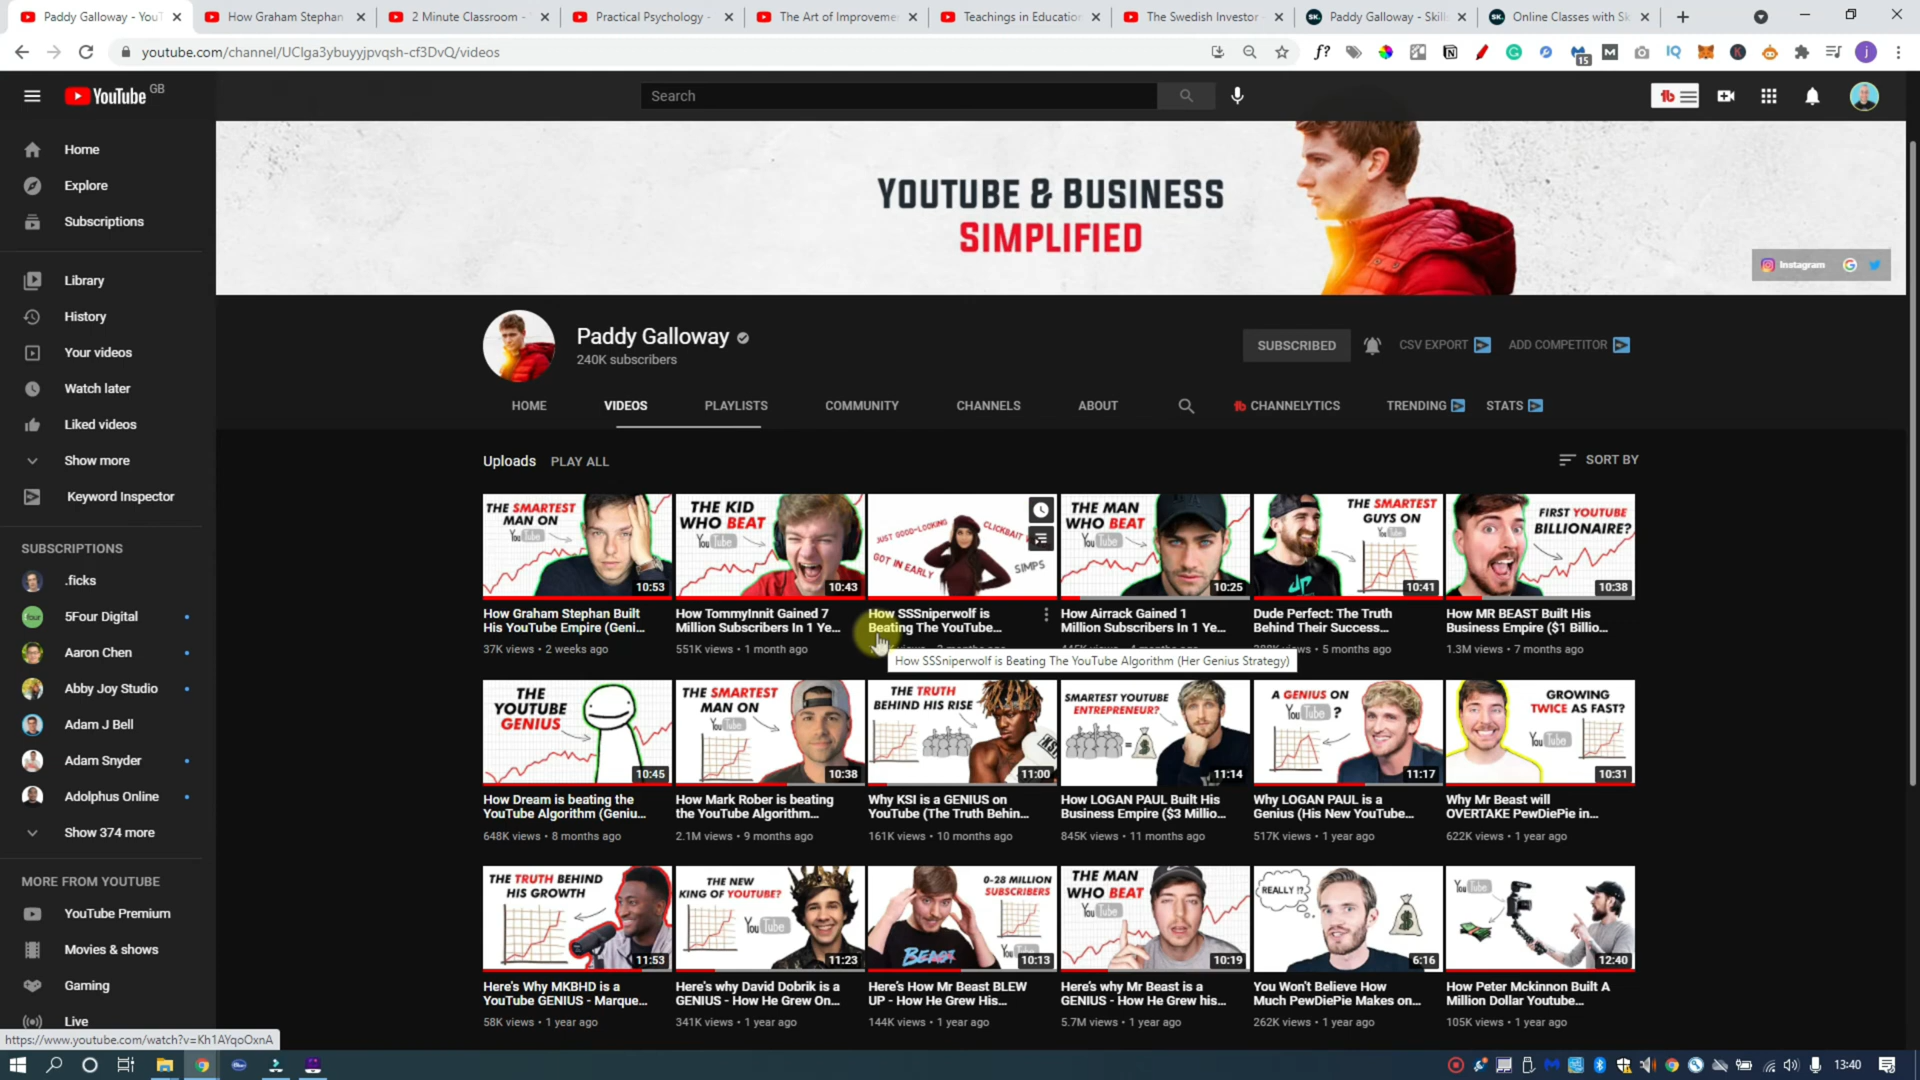 Paddy Galloway - YouT
How Graham Stephan
2 Minute Classroom -
Practical Psychology -
The Art of Improveme
Teachings in Educatio
The Swedish Investor -
Paddy Galloway - Skill
Online Classes with Sk
youtube.com/channel/UClga3ybuyyjpvqsh-cf3DvQ/videos
YouTube GB
Search
Home
Explore
Subscriptions
Library
History
Your videos
Watch later
Liked videos
Show more
Keyword Inspector
SUBSCRIPTIONS
.ficks
5Four Digital
Aaron Chen
Abby Joy Studio
Adam J Bell
Adam Snyder
Adolphus Online
Show 374 more
MORE FROM YOUTUBE
YouTube Premium
Movies & shows
Gaming
Live
YOUTUBE & BUSINESS
SIMPLIFIED
Instagram
Paddy Galloway
240K subscribers
SUBSCRIBED
CSV EXPORT
ADD COMPETITOR
HOME
VIDEOS
PLAYLISTS
COMMUNITY
CHANNELS
ABOUT
CHANNELYTICS
TRENDING
STATS
Uploads
PLAY ALL
SORT BY
THE SMARTEST
MAN ON
YouTube
10:53
How Graham Stephan Built
His YouTube Empire (Geni...
37K views • 2 weeks ago
THE KID
WHO BEAT
YouTube
10:43
How TommyInnit Gained 7
Million Subscribers In 1 Ye...
551K views • 1 month ago
JUST GOOD-LOOKING
CLICKBAIT
GOT IN EARLY
SIMPS
How SSSniperwolf is
Beating The YouTube...
How SSSniperwolf is Beating The YouTube Algorithm (Her Genius Strategy)
THE MAN
WHO BEAT
YouTube
10:25
How Airrack Gained 1
Million Subscribers In 1 Ye...
THE SMARTEST
GUYS ON
YouTube
10:41
Dude Perfect: The Truth
Behind Their Success...
views • 5 months ago
FIRST YOUTUBE
BILLIONAIRE?
10:38
How MR BEAST Built His
Business Empire ($1 Billio...
1.3M views • 7 months ago
THE
YOUTUBE
GENIUS
10:45
How Dream is beating the
YouTube Algorithm (Geniu...
648K views • 8 months ago
THE SMARTEST
MAN ON
YouTube
10:38
How Mark Rober is beating
the YouTube Algorithm...
2.1M views • 9 months ago
THE TRUTH
BEHIND HIS RISE
KSI
11:00
Why KSI is a GENIUS on
YouTube (The Truth Behin...
161K views • 10 months ago
SMARTEST YOUTUBE
ENTREPRENEUR?
11:14
How LOGAN PAUL Built His
Business Empire ($3 Millio...
845K views • 11 months ago
A GENIUS ON
YouTube ?
11:17
Why LOGAN PAUL is a
Genius (His New YouTube...
517K views • 1 year ago
GROWING
TWICE AS FAST?
YouTube
10:31
Why Mr Beast will
OVERTAKE PewDiePie in...
622K views • 1 year ago
THE TRUTH BEHIND
HIS GROWTH
11:53
Here's Why MKBHD is a
YouTube GENIUS - Marque...
58K views • 1 year ago
THE NEW
KING OF YOUTUBE?
YouTube
11:23
Here's why David Dobrik is a
GENIUS - How He Grew On...
341K views • 1 year ago
0-28 MILLION
SUBSCRIBERS
BEAST
YouTube
10:13
Here's How Mr Beast BLEW
UP - How He Grew His...
144K views • 1 year ago
THE MAN
WHO BEAT
YouTube
10:19
Here's why Mr Beast is a
GENIUS - How He Grew his...
5.7M views • 1 year ago
REALLY !?
6:16
You Won't Believe How
Much PewDiePie Makes on...
262K views • 1 year ago
YouTube
12:40
How Peter Mckinnon Built A
Million Dollar Youtube...
105K views • 1 year ago
https://www.youtube.com/watch?v=Kh1AYqoOxnA
13:40